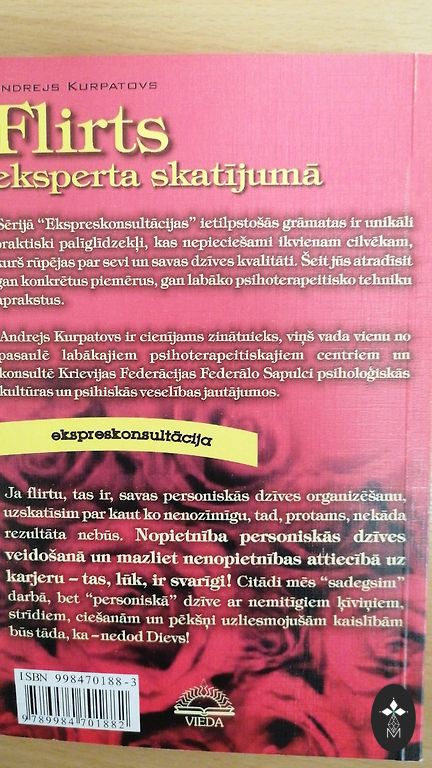 ANDREJS KURPATOVS
Flirts
eksperta skatījumā
Sērijā “Ekspreskonsultācijas” ietilpstošās grāmatas ir unikāli
praktiski palīglīdzekļi, kas nepieciešami ikvienam cilvēkam,
kurš rūpējas par sevi un savas dzīves kvalitāti. Šeit jūs atradīsit
gan konkrētus piemērus, gan labāko psihoterapeitisko tehniku
aprakstus.
Andrejs Kurpatovs ir cienījams zinātnieks, viņš vada vienu no
pasaulē labākajiem psihoterapeitiskajiem centriem un
konsultē Krievijas Federācijas Federālo Sapulci psiholoģiskās
kultūras un psihiskās veselības jautājumos.
ekspreskonsultācija
Ja flirtu, tas ir, savas personiskās dzīves organizēšanu,
uzskatīsim par kaut ko nenozīmīgu, tad, protams, nekāda
rezultāta nebūs. Nopietnība personiskās dzīves
veidošanā un mazliet nenopietnības attiecībā uz
karjeru – tas, lūk, ir svarīgi! Citādi mēs “sadegsim”
darbā, bet “personiskā” dzīve ar nemitīgiem ķīviņiem,
strīdiem, ciešanām un pēkšņi uzliesmojušām kaislībām
būs tāda, ka – nedod Dievs!
ISBN 998470188-3
9 789984 701882
VIEDA
M